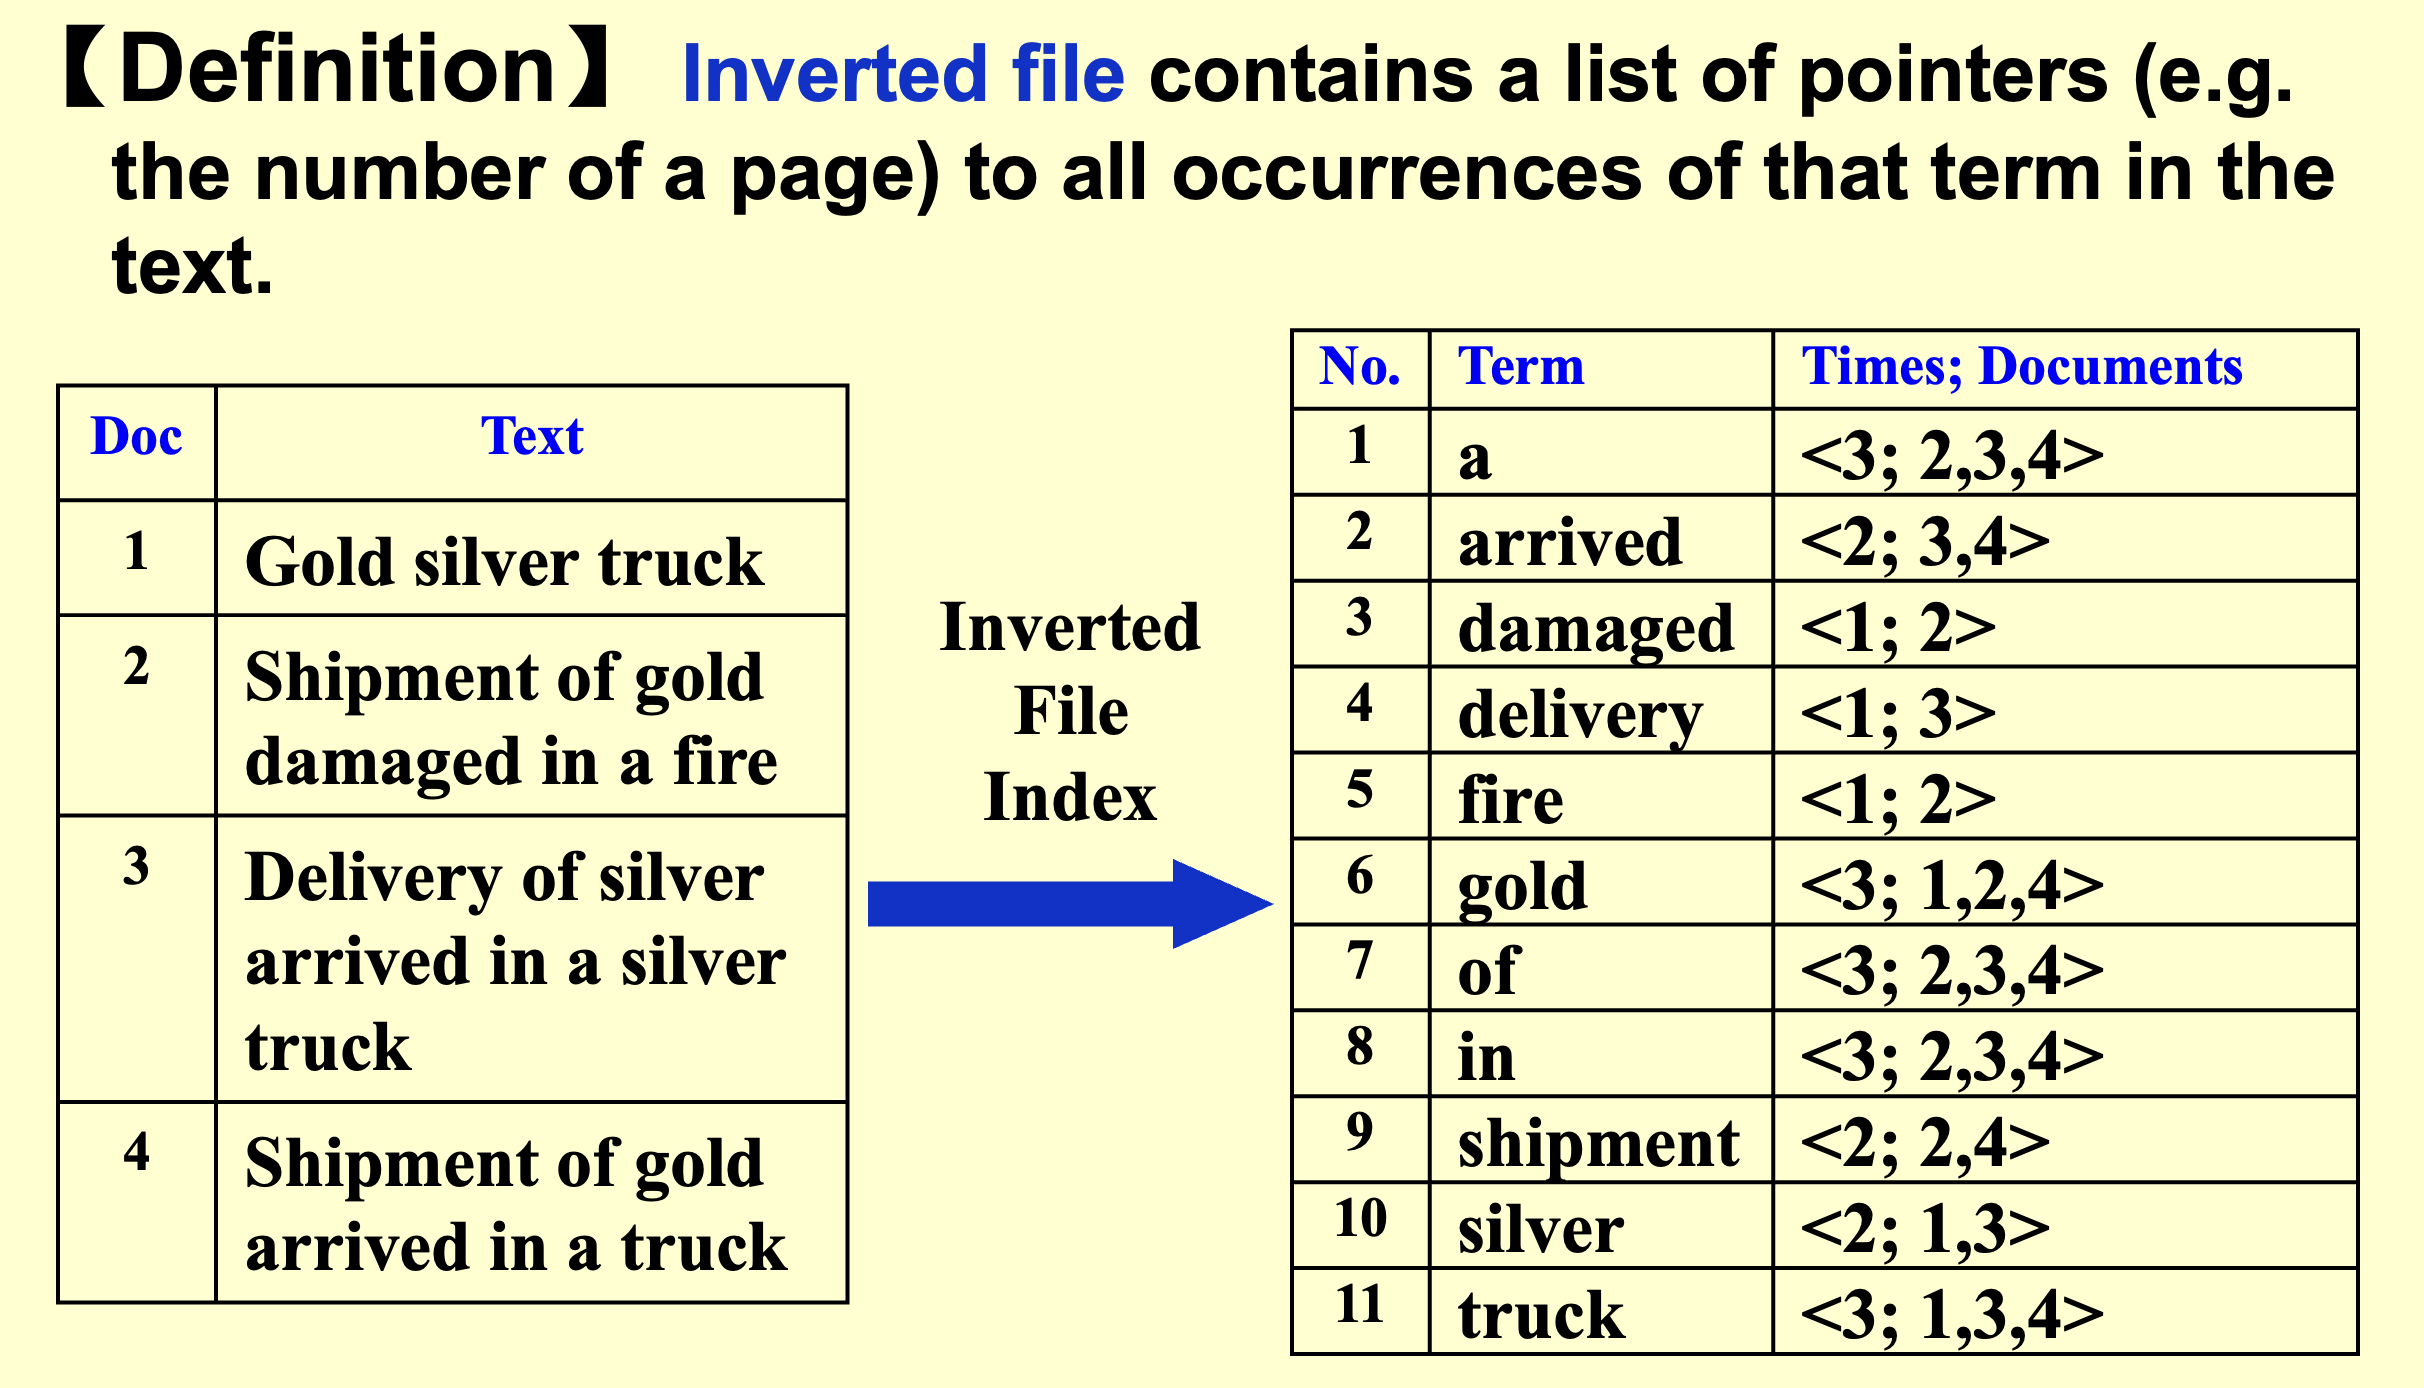 【Definition】 Inverted file contains a list of pointers (e.g.
the number of a page) to all occurrences of that term in the
text.
Doc Text
1 Gold silver truck
2 Shipment of gold
damaged in a fire
3 Delivery of silver
arrived in a silver
truck
4 Shipment of gold
arrived in a truck
Inverted
File
Index
No. Term Times; Documents
1 a <3; 2,3,4>
2 arrived <2; 3,4>
3 damaged <1; 2>
4 delivery <1; 3>
5 fire <1; 2>
6 gold <3; 1,2,4>
7 of <3; 2,3,4>
8 in <3; 2,3,4>
9 shipment <2; 2,4>
10 silver <2; 1,3>
11 truck <3; 1,3,4>